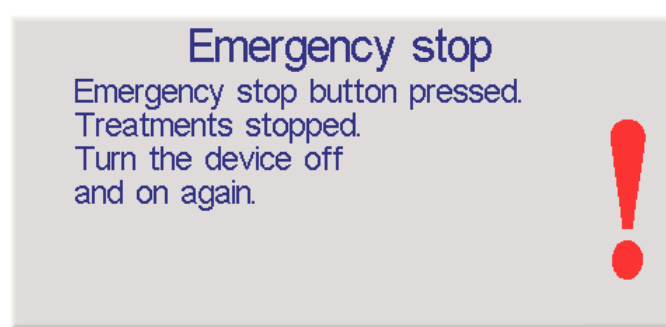 Emergency stop
Emergency stop button pressed.
Treatments stopped.
Turn the device off
and on again.